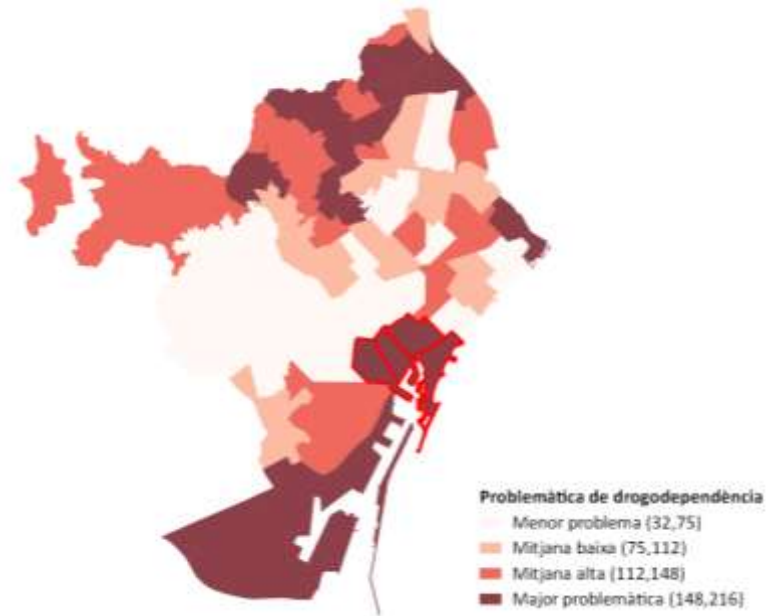 Problemàtica de drogodependència
Menor problema (32,75)
Mitjana baixa (75,112)
Mitjana alta (112,148)
Major problemàtica (148,216)